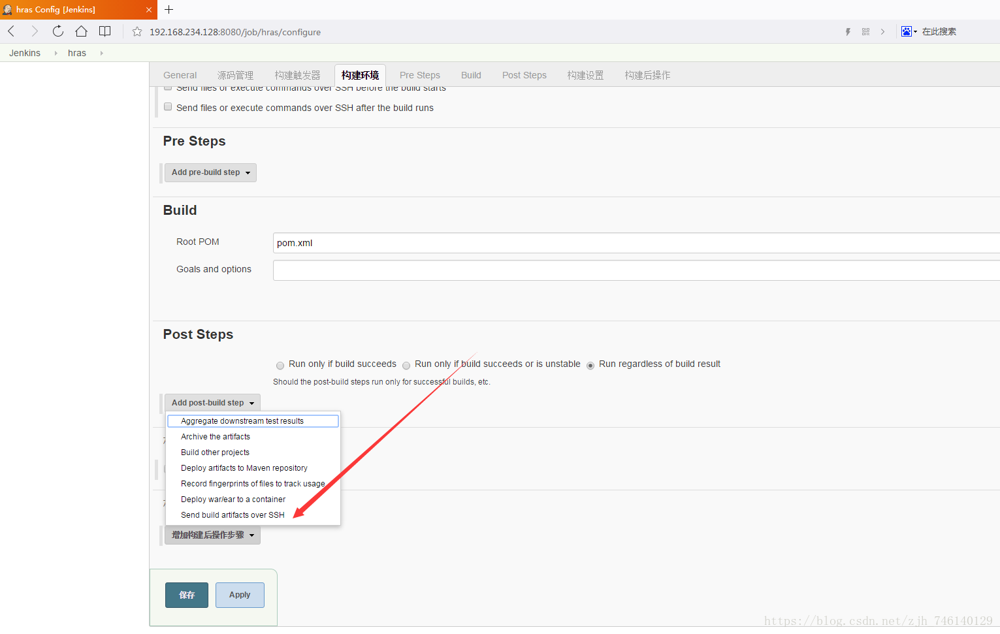 hras Config [Jenkins]
192.168.234.128:8080/job/hras/configure
在此搜索
Jenkins
hras
General
源码管理
构建触发器
构建环境
Pre Steps
Build
Post Steps
构建设置
构建后操作
Send files or execute commands over SSH before the build starts
Send files or execute commands over SSH after the build runs
Pre Steps
Add pre-build step
Build
Root POM
pom.xml
Goals and options
Post Steps
Run only if build succeeds
Run only if build succeeds or is unstable
Run regardless of build result
Should the post-build steps run only for successful builds, etc.
Add post-build step
Aggregate downstream test results
Archive the artifacts
Build other projects
Deploy artifacts to Maven repository
Record fingerprints of files to track usage
Deploy war/ear to a container
Send build artifacts over SSH
增加构建后操作步骤
保存
Apply
https://blog.csdn.net/zjh_746140129